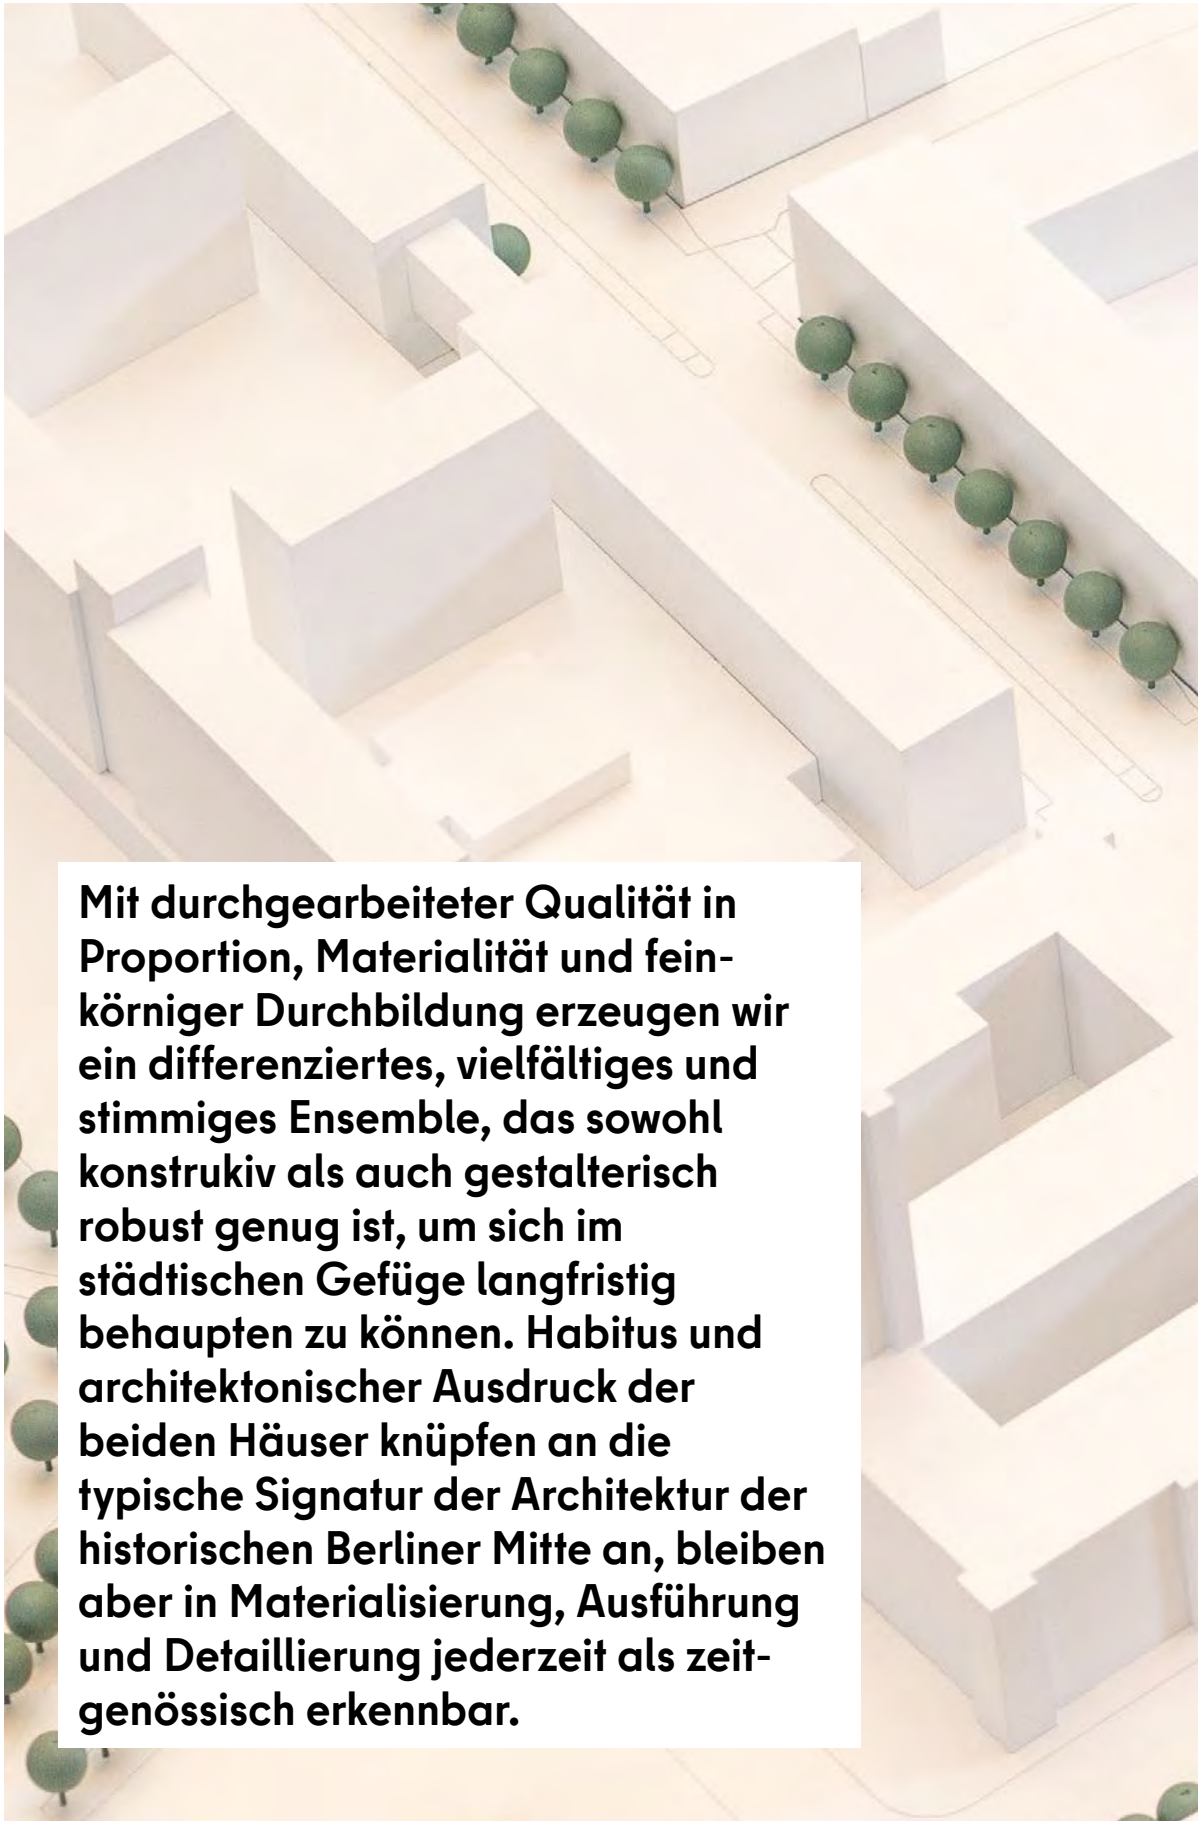 Mit durchgearbeiteter Qualität in
Proportion, Materialität und fein-
körniger Durchbildung erzeugen wir
ein differenziertes, vielfältiges und
stimmiges Ensemble, das sowohl
konstrukiv als auch gestalterisch
robust genug ist, um sich im
städtischen Gefüge langfristig
behaupten zu können. Habitus und
architektonischer Ausdruck der
beiden Häuser knüpfen an die
typische Signatur der Architektur der
historischen Berliner Mitte an, bleiben
aber in Materialisierung, Ausführung
und Detaillierung jederzeit als zeit-
genössisch erkennbar.